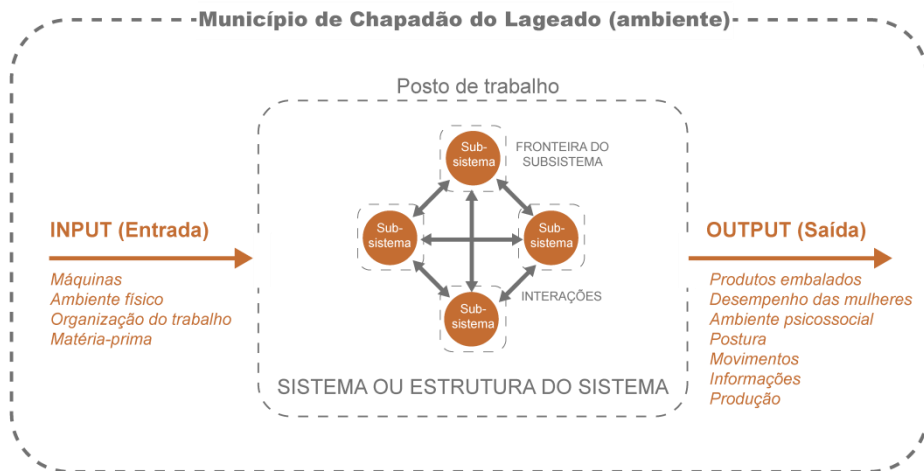 Município de Chapadão do Lageado (ambiente)
Posto de trabalho
Sub-
sistema
FRONTEIRA DO
SUBSISTEMA
Sub-
sistema
Sub-
sistema
Sub-
sistema
INTERAÇÕES
SISTEMA OU ESTRUTURA DO SISTEMA
INPUT (Entrada)
Máquinas
Ambiente físico
Organização do trabalho
Matéria-prima
OUTPUT (Saída)
Produtos embalados
Desempenho das mulheres
Ambiente psicossocial
Postura
Movimentos
Informações
Produção